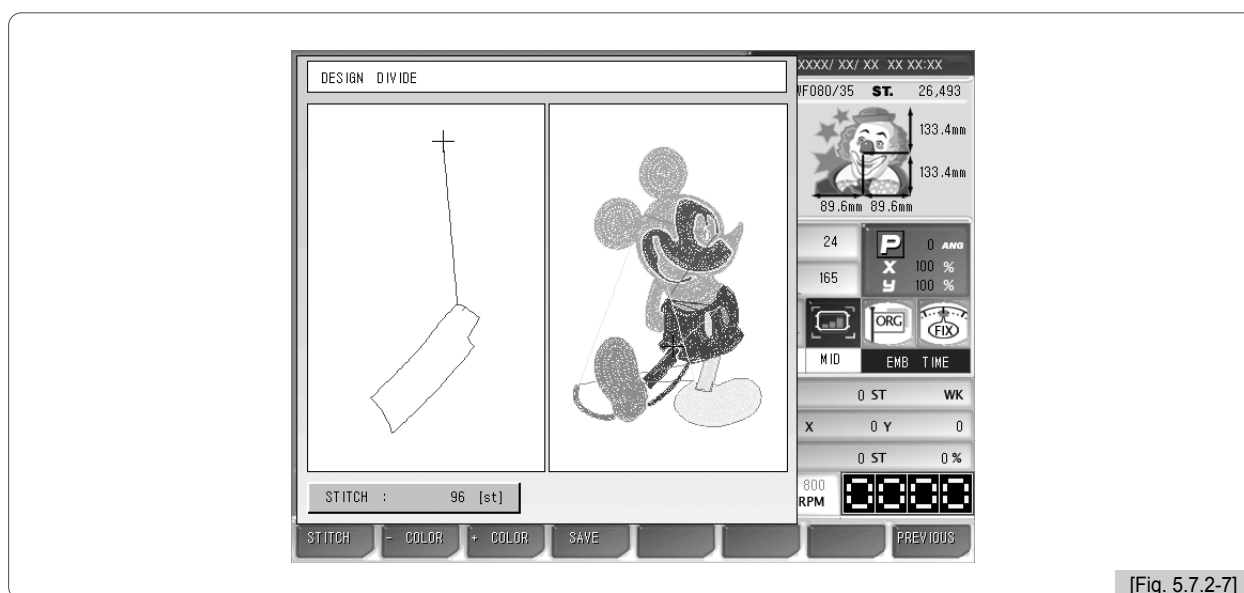 XXXX/ XX/ XX XX XX:XX
DESIGN DIVIDE
WF080/35 ST. 26,493
133.4mm
133.4mm
89.6mm 89.6mm
24
P 0 ANG
X 100 %
165
y 100 %
ORG
FIX
MID
EMB TIME
0 ST WK
X 0 Y 0
0 ST 0 %
800
RPM
0000
STITCH : 96 [st]
STITCH
- COLOR
+ COLOR
SAVE
PREVIOUS
[Fig. 5.7.2-7]